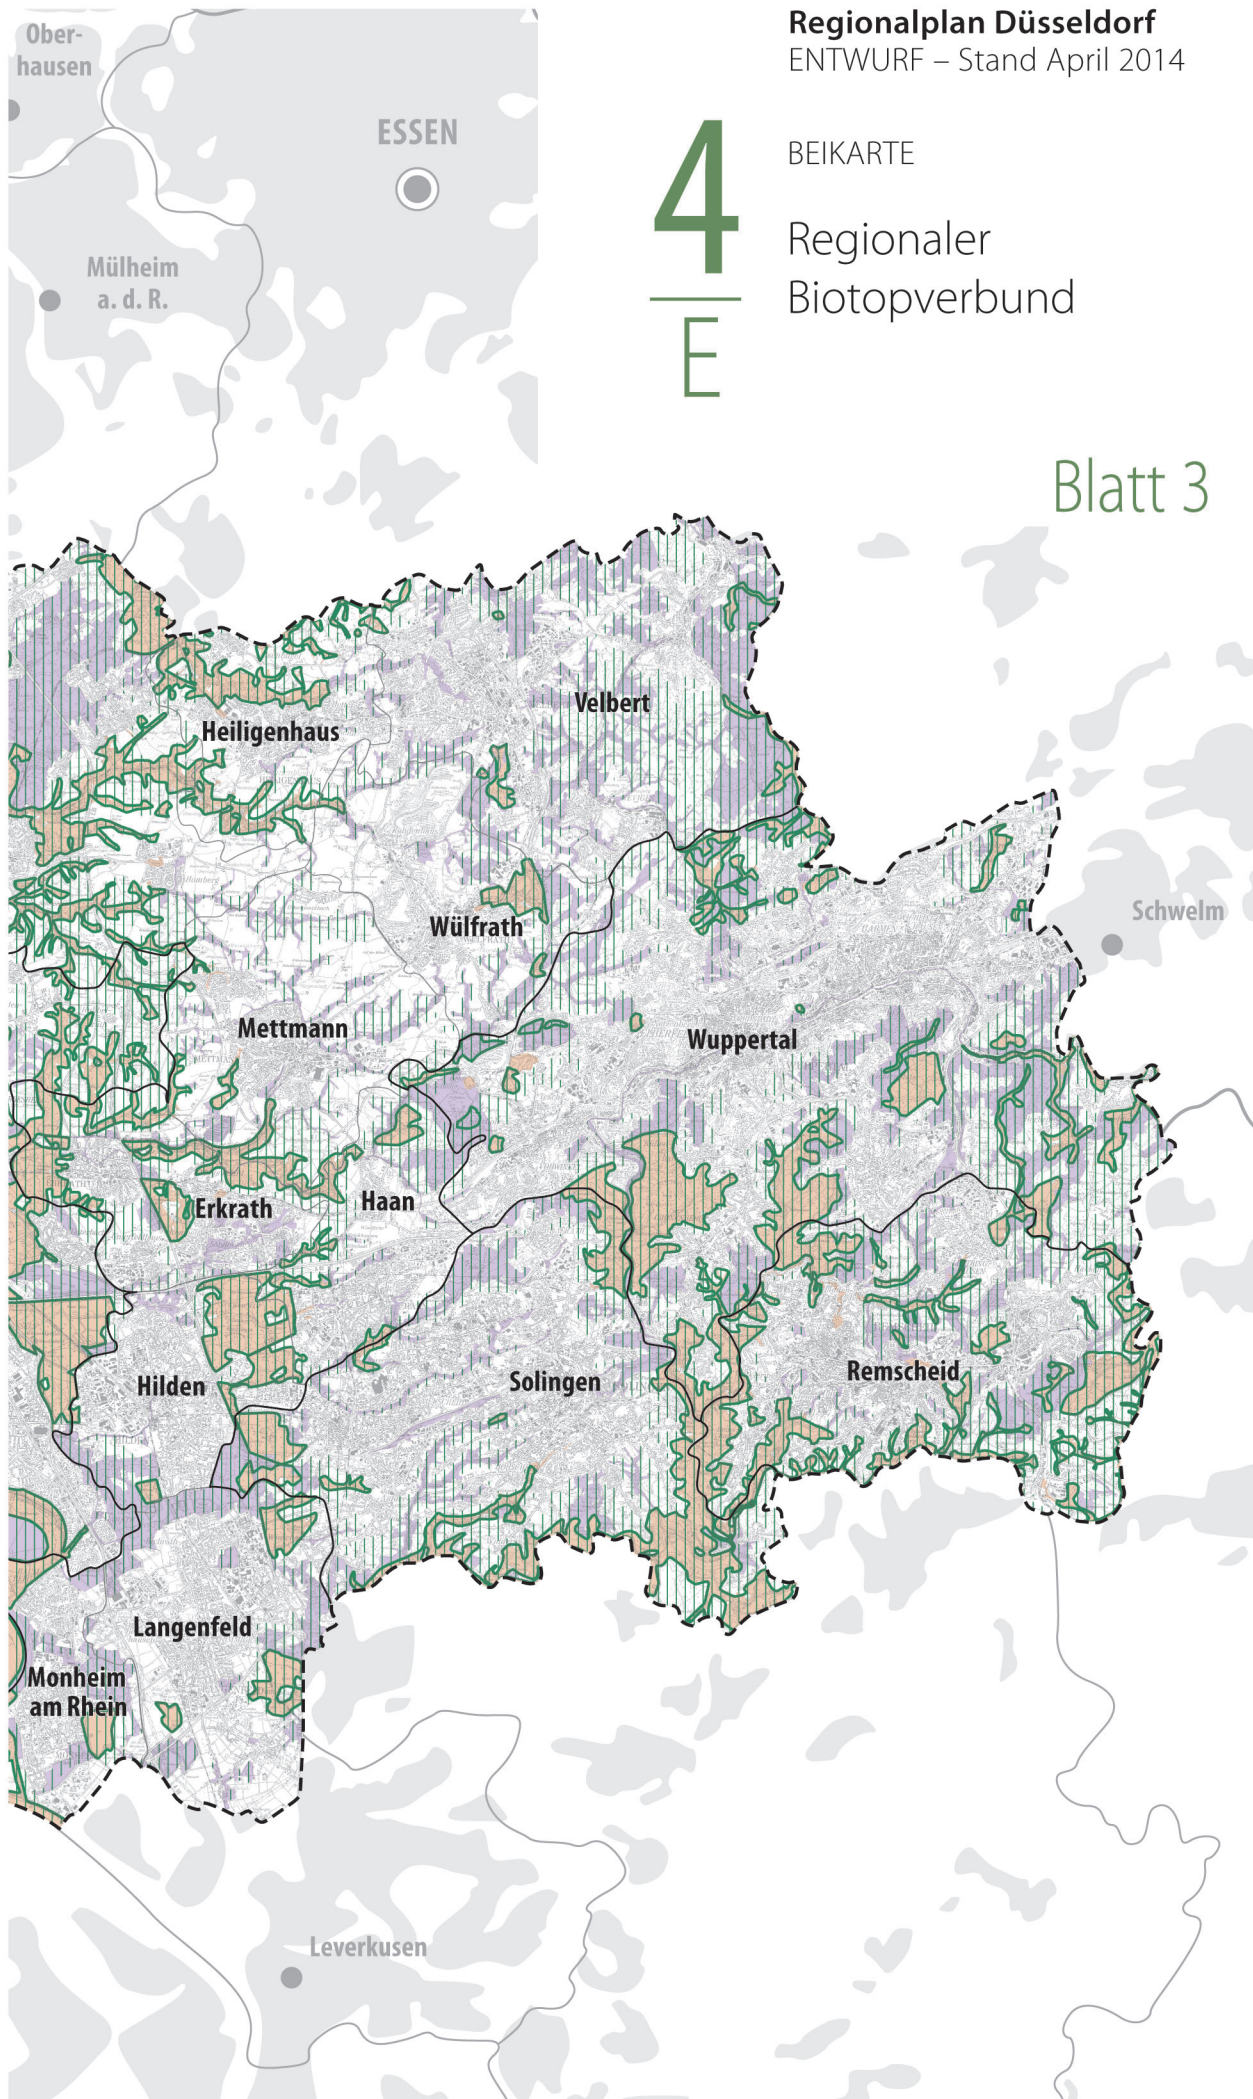 Regionalplan Düsseldorf
ENTWURF – Stand April 2014
4
E
BEIKARTE
Regionaler
Biotopverbund
Blatt 3
Ober-
hausen
ESSEN
Mülheim
a. d. R.
Velbert
Heiligenhaus
Schwelm
Wülfrath
Mettmann
Wuppertal
Erkrath
Haan
Hilden
Solingen
Remscheid
Langenfeld
Monheim
am Rhein
Leverkusen